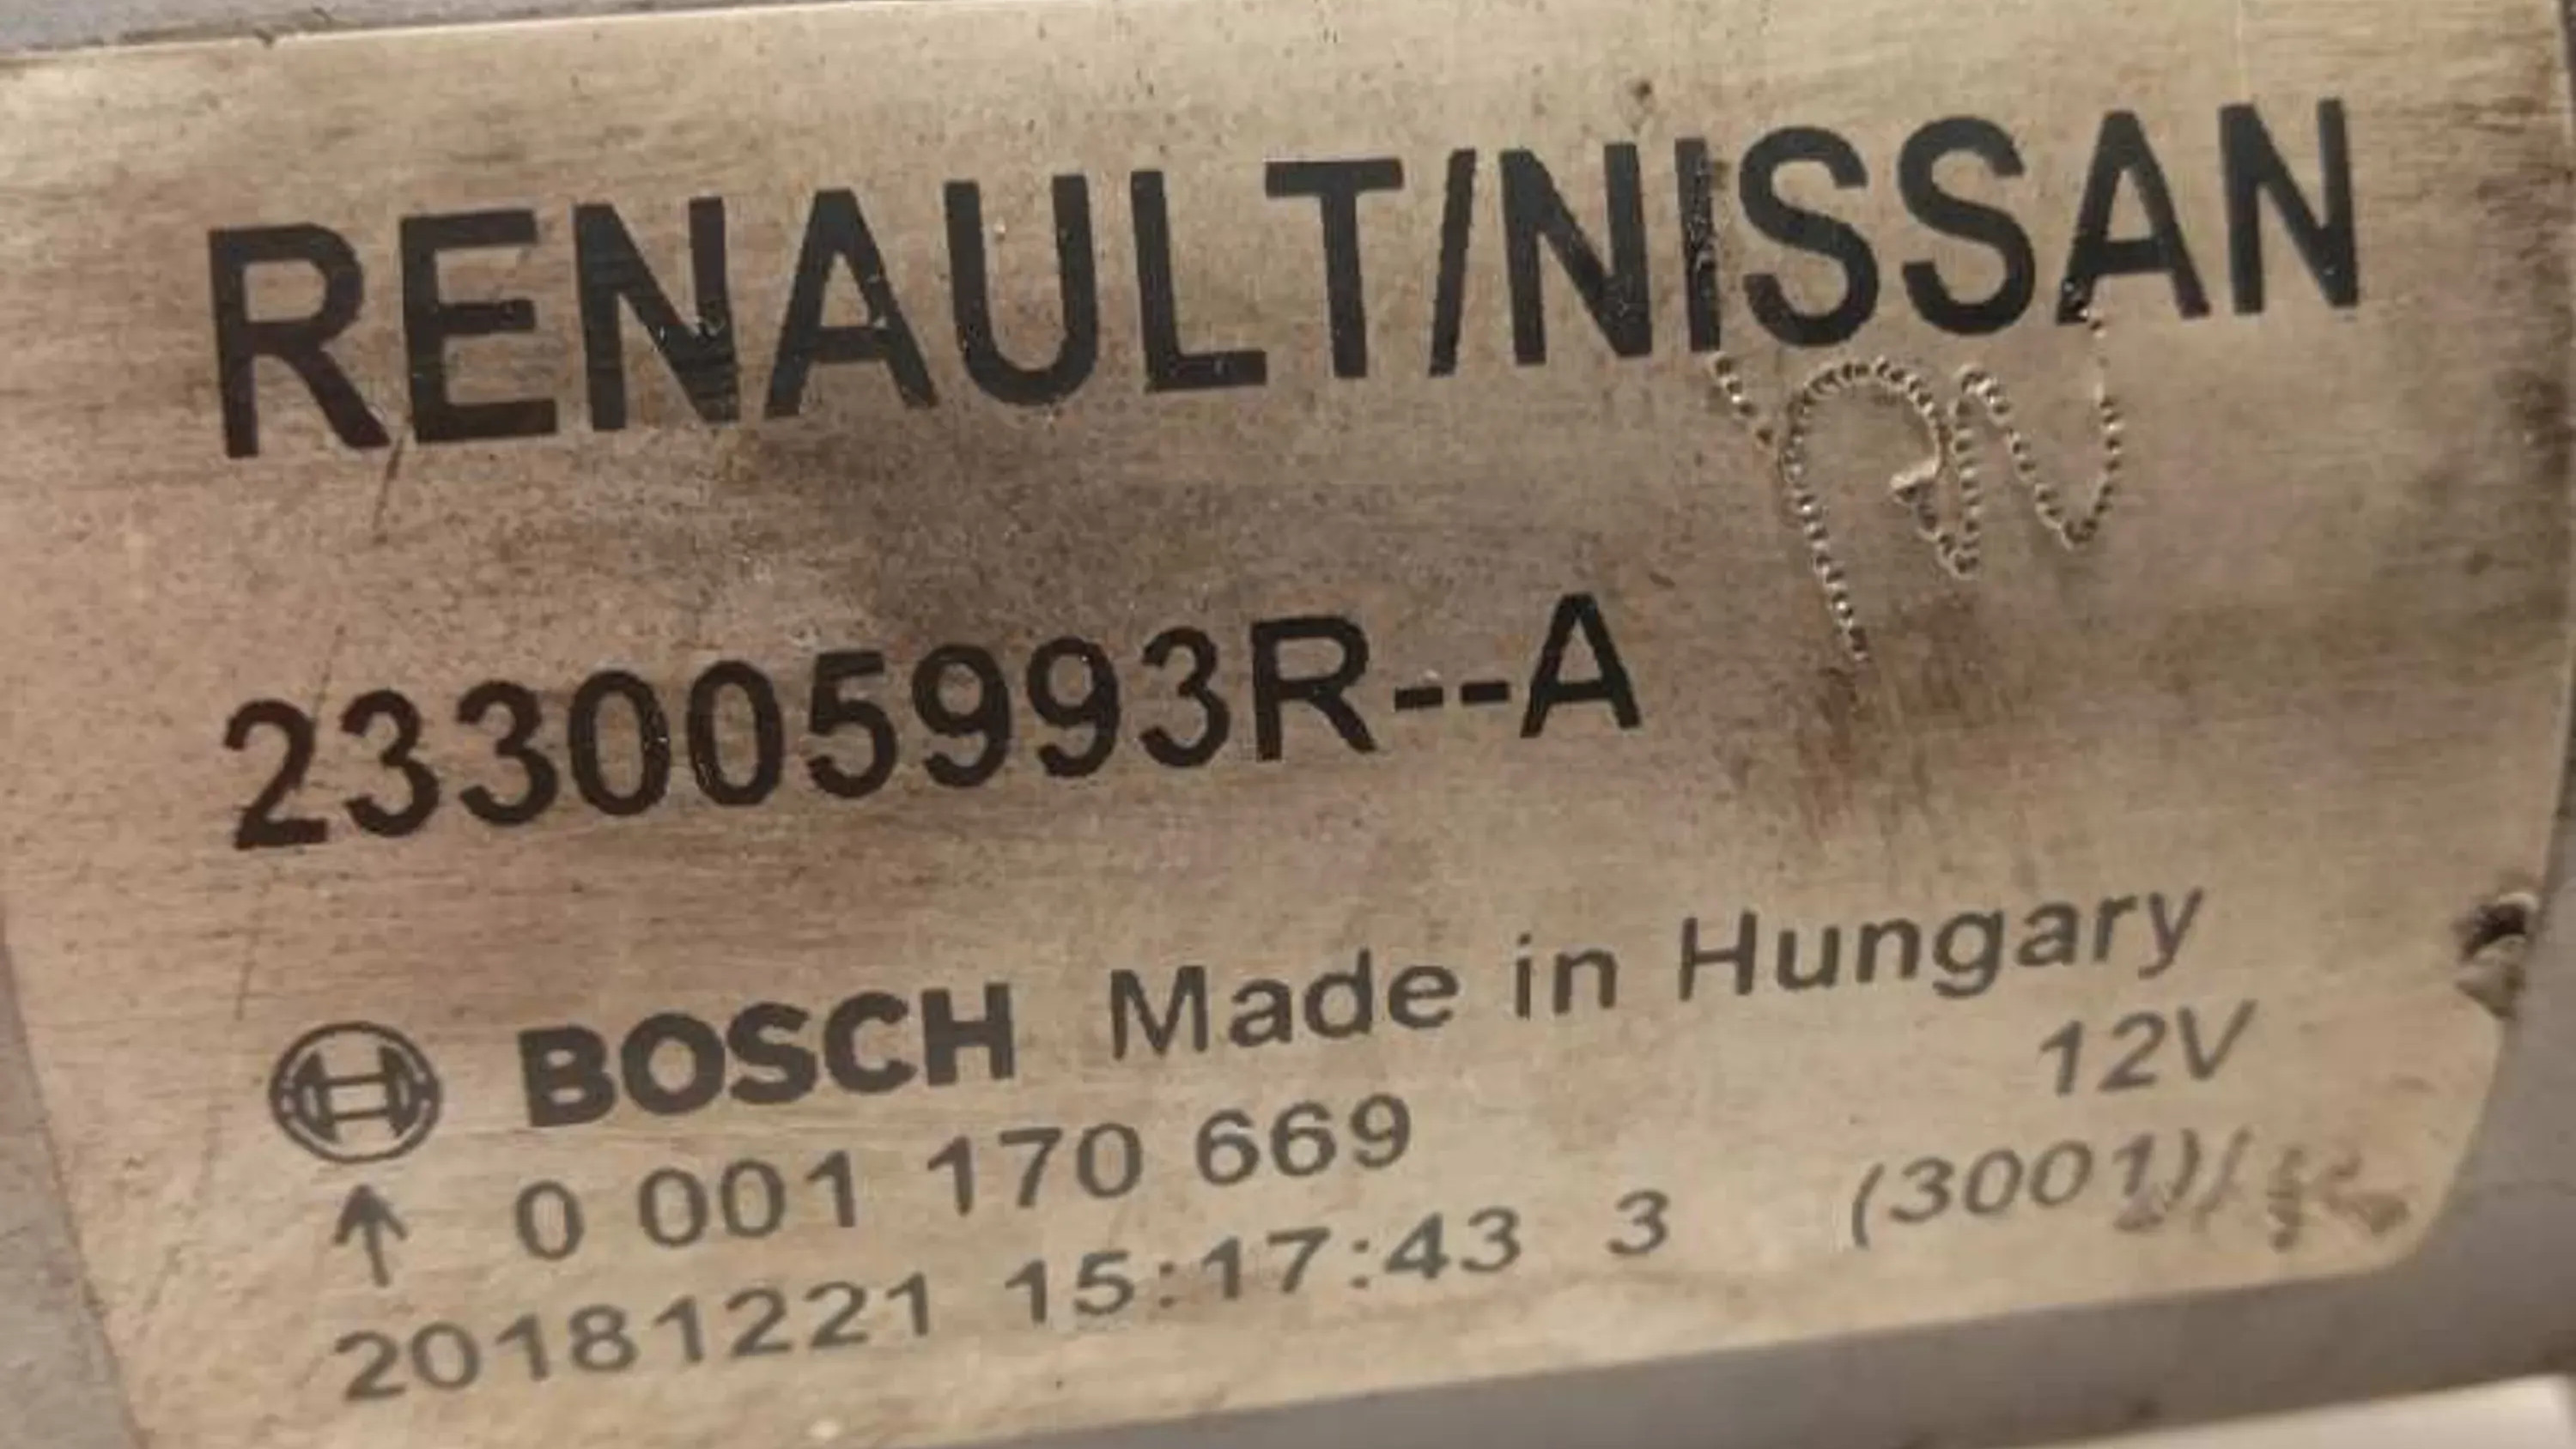 RENAULT/NISSAN
233005993R--A
BOSCH Made in Hungary
12V
0 001 170 669
20181221 15:17:43 3 (3001)